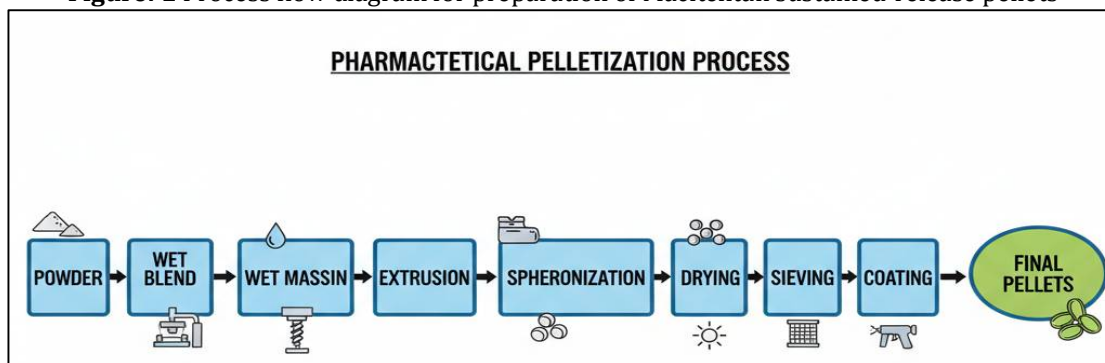 PHARMACTETICAL PELLETIZATION PROCESS
POWDER
WET
BLEND
WET MASSIN
EXTRUSION
SPHERONIZATION
DRYING
SIEVING
COATING
FINAL
PELLETS